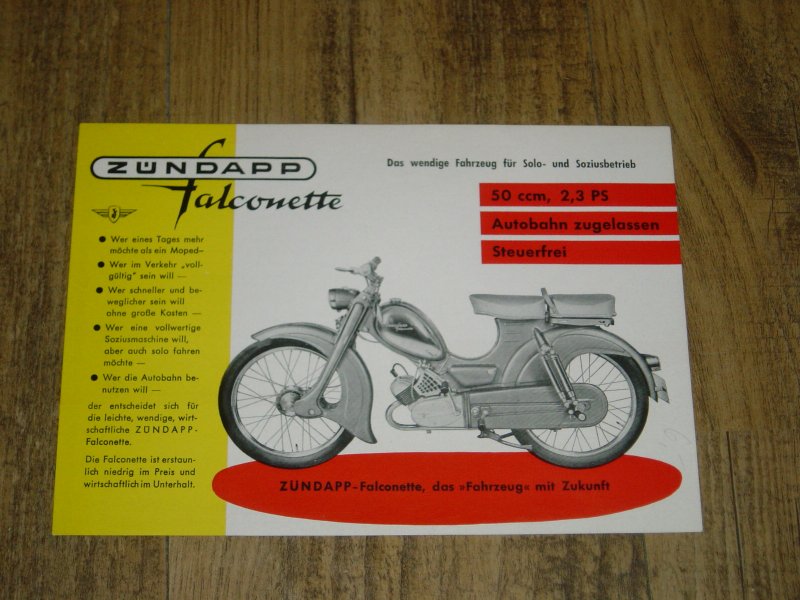 ZÜNDAPP
falconette
Das wendige Fahrzeug für Solo- und Soziusbetrieb
50 ccm, 2,3 PS
Autobahn zugelassen
Steuerfrei
● Wer eines Tages mehr
möchte als ein Moped–
● Wer im Verkehr „voll-
gültig“ sein will —
● Wer schneller und be-
weglicher sein will
ohne große Kosten —
● Wer eine vollwertige
Soziusmaschine will,
aber auch solo fahren
möchte —
● Wer die Autobahn be-
nutzen will —
der entscheidet sich für
die leichte, wendige, wirt-
schaftliche ZÜNDAPP-
Falconette.
Die Falconette ist erstaun-
lich niedrig im Preis und
wirtschaftlich im Unterhalt.
ZÜNDAPP-Falconette, das »Fahrzeug« mit Zukunft